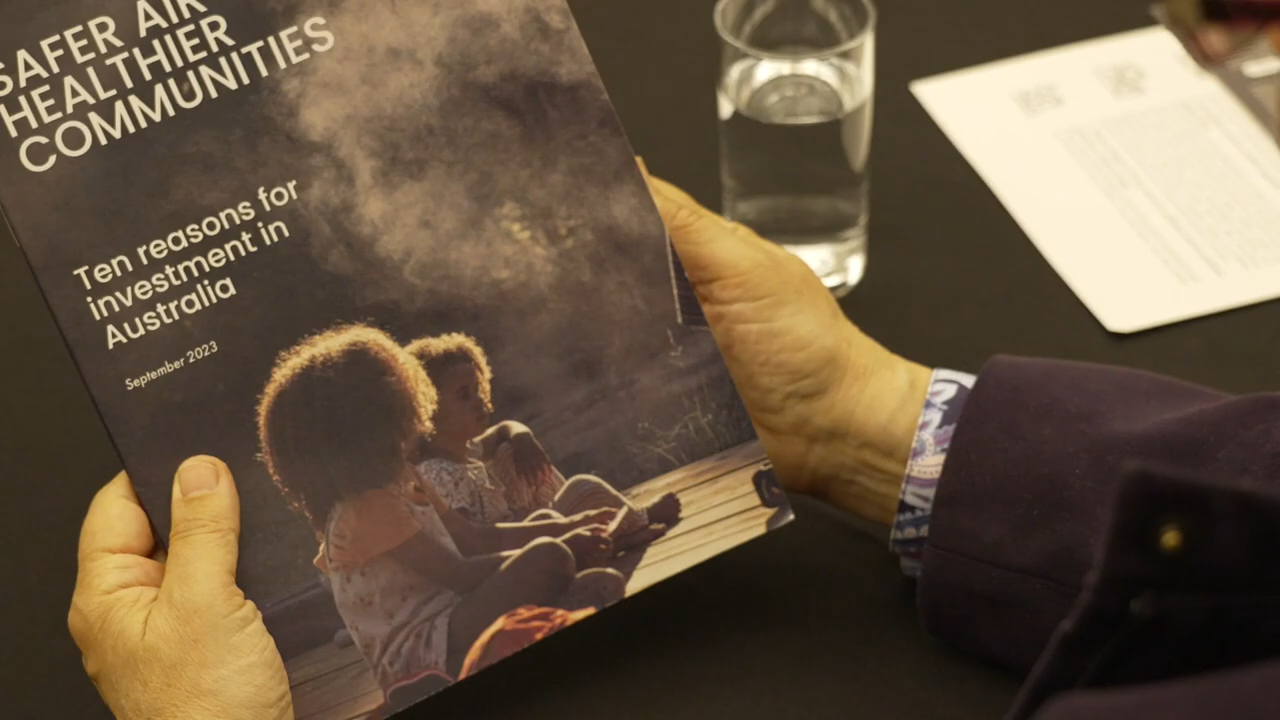 SAFER AIR
HEALTHIER
COMMUNITIES
Ten reasons for
investment in
Australia
September 2023